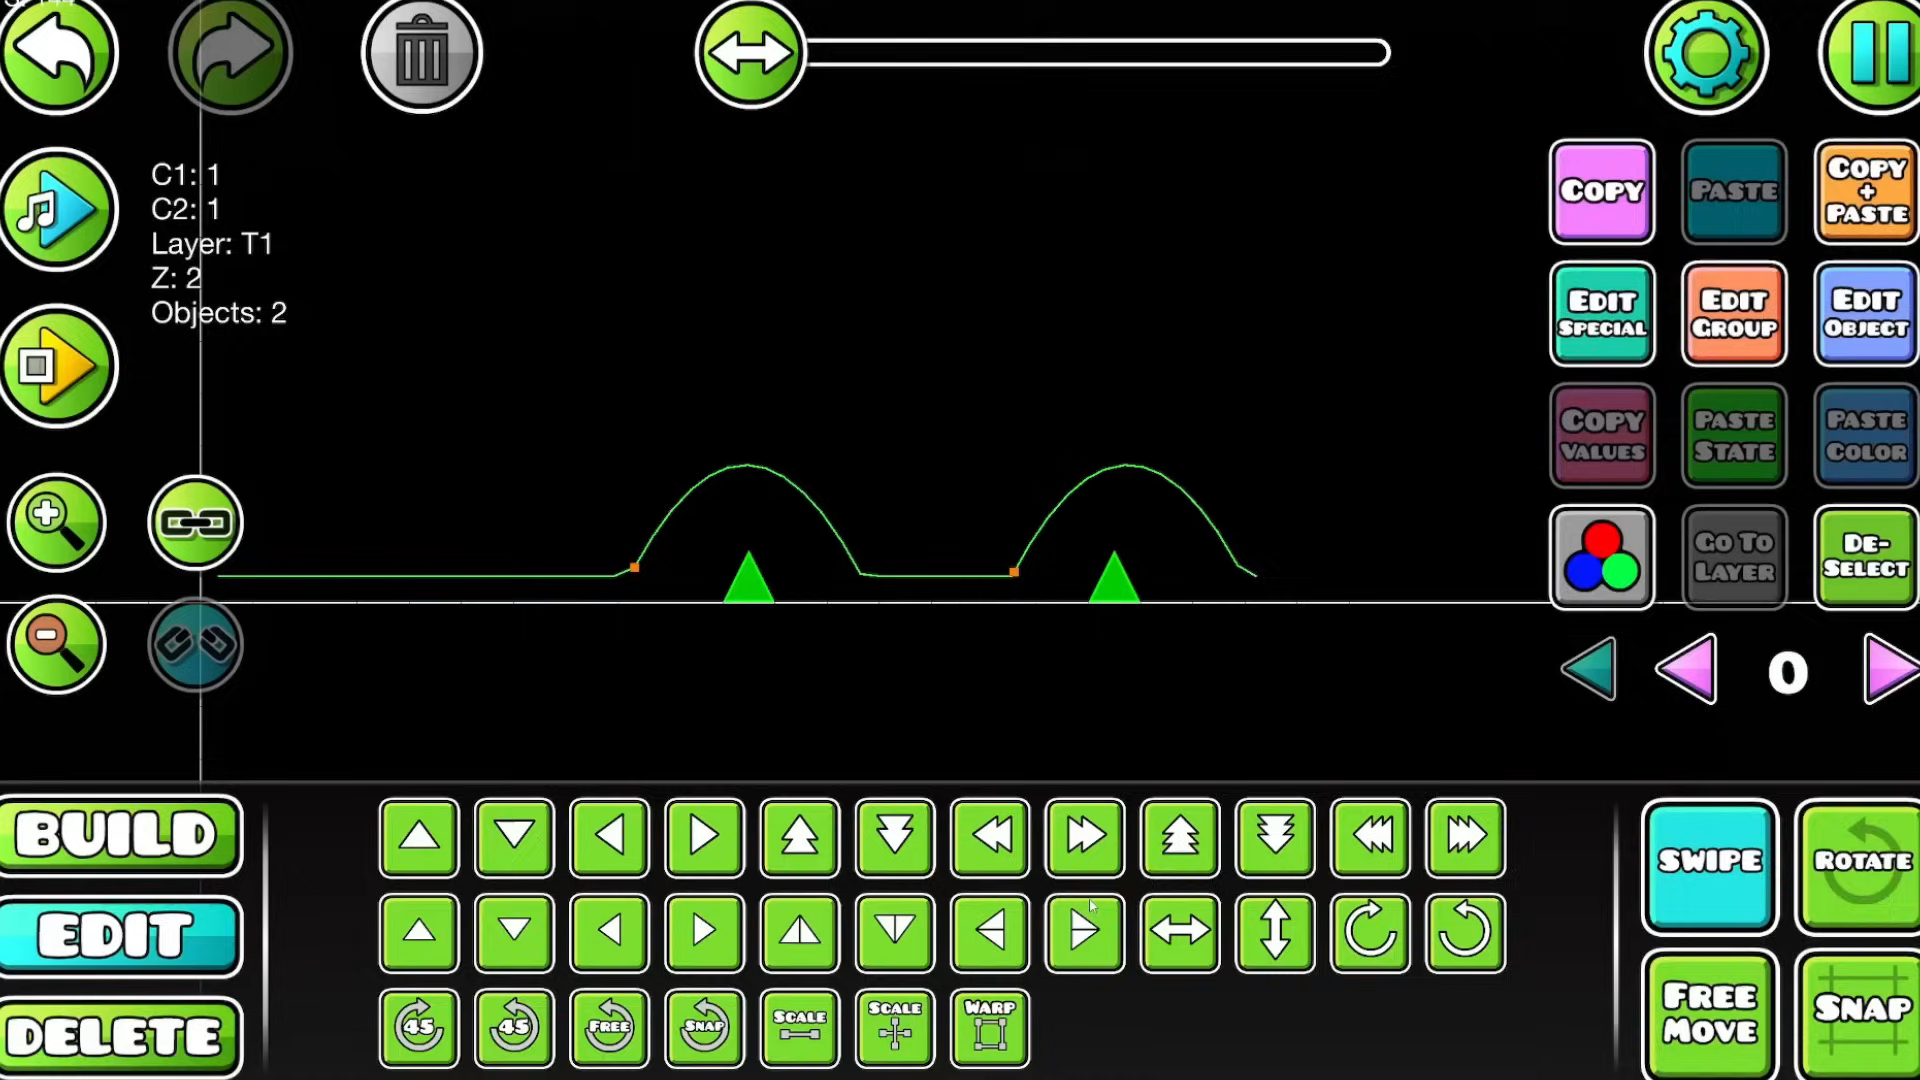 C1: 1
C2: 1
Layer: T1
Z: 2
Objects: 2
COPY
PASTE
COPY
+
PASTE
EDIT
SPECIAL
EDIT
GROUP
EDIT
OBJECT
COPY
VALUES
PASTE
STATE
PASTE
COLOR
GO TO
LAYER
DE-
SELECT
0
BUILD
EDIT
DELETE
45
45
FREE
SNAP
SCALE
SCALE
WARP
SWIPE
ROTATE
FREE
MOVE
SNAP